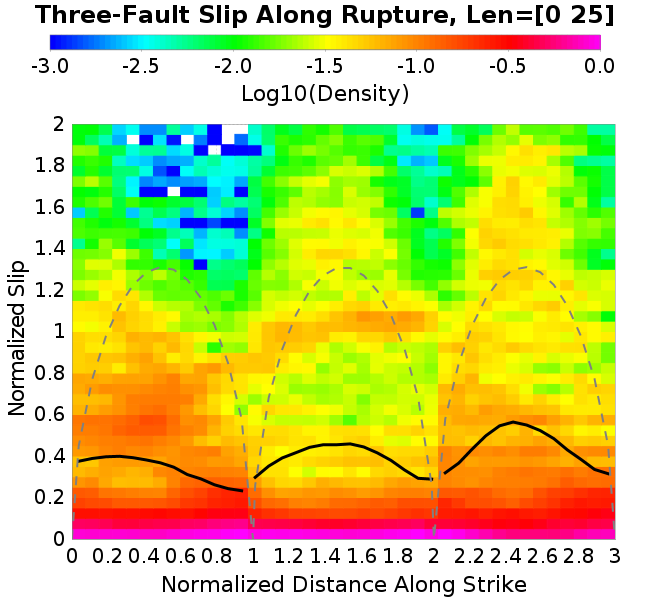 Three-Fault Slip Along Rupture, Len=[0 25]
-3.0 -2.5 -2.0 -1.5 -1.0 -0.5 0.0
Log10(Density)
2
1.8
1.6
1.4
1.2
1
0.8
0.6
0.4
0.2
0
Normalized Slip
0 0.2 0.4 0.6 0.8 1 1.2 1.4 1.6 1.8 2 2.2 2.4 2.6 2.8 3
Normalized Distance Along Strike